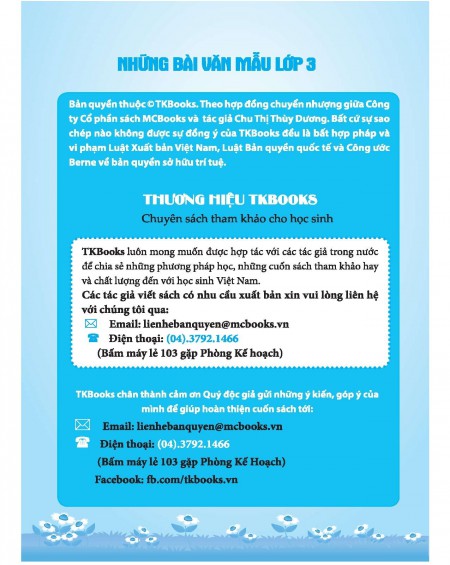 NHỮNG BÀI VĂN MẪU LỚP 3
Bản quyền thuộc ©TKBooks. Theo hợp đồng chuyển nhượng giữa Công
ty Cổ phần sách MCBooks và tác giả Chu Thị Thùy Dương. Bất cứ sự sao
chép nào không được sự đồng ý của TKBooks đều là bất hợp pháp và
vi phạm Luật Xuất bản Việt Nam, Luật Bản quyền quốc tế và Công ước
Berne về bản quyền sở hữu trí tuệ.
THƯƠNG HIỆU TKBOOKS
Chuyên sách tham khảo cho học sinh
TKBooks luôn mong muốn được hợp tác với các tác giả trong nước
để chia sẻ những phương pháp học, những cuốn sách tham khảo hay
và chất lượng đến với học sinh Việt Nam.
Các tác giả viết sách có nhu cầu xuất bản xin vui lòng liên hệ
với chúng tôi qua:
Email: lienhebanquyen@mcbooks.vn
Điện thoại: (04).3792.1466
(Bấm máy lẻ 103 gặp Phòng Kế hoạch)
TKBooks chân thành cảm ơn Quý độc giả gửi những ý kiến, góp ý của
mình để giúp hoàn thiện cuốn sách tới:
Email: lienhebanquyen@mcbooks.vn
Điện thoại: (04).3792.1466
(Bấm máy lẻ 103 gặp Phòng Kế Hoạch)
Facebook: fb.com/tkbooks.vn